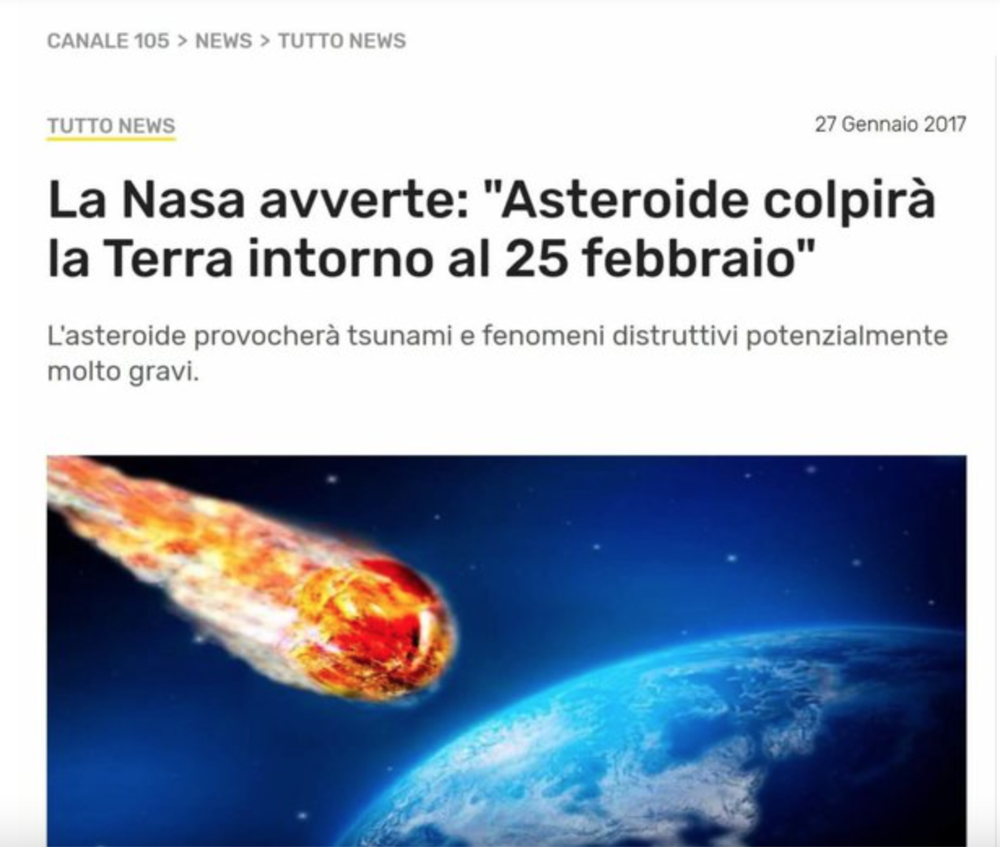 CANALE 105 > NEWS > TUTTO NEWS
TUTTO NEWS
27 Gennaio 2017
La Nasa avverte: "Asteroide colpirà
la Terra intorno al 25 febbraio"
L'asteroide provocherà tsunami e fenomeni distruttivi potenzialmente
molto gravi.